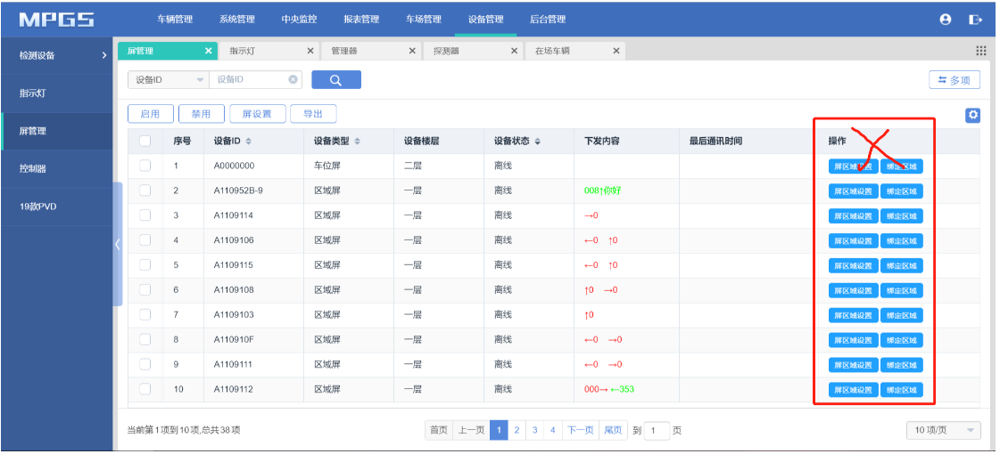 MPGS 车辆管理 系统管理 中央监控 报表管理 车场管理 设备管理 后台管理
检测设备
指示灯
屏管理
控制器
19款PVD
屏管理 × 指示灯 × 管理器 × 探测器 × 在场车辆 ×
设备ID 设备ID 多项
启用 禁用 屏设置 导出
序号 设备ID 设备类型 设备楼层 设备状态 下发内容 最后通讯时间 操作
1 A0000000 车位屏 二层 离线 屏区域设置 绑定区域
2 A110952B-9 区域屏 一层 离线 008↑你好 屏区域设置 绑定区域
3 A1109114 区域屏 一层 离线 →0 屏区域设置 绑定区域
4 A1109106 区域屏 一层 离线 ←0 ↑0 屏区域设置 绑定区域
5 A1109115 区域屏 一层 离线 ←0 ↑0 屏区域设置 绑定区域
6 A1109108 区域屏 一层 离线 ↑0 →0 屏区域设置 绑定区域
7 A1109103 区域屏 一层 离线 ↑0 屏区域设置 绑定区域
8 A110910F 区域屏 一层 离线 ←0 →0 屏区域设置 绑定区域
9 A1109111 区域屏 一层 离线 ←0 →0 屏区域设置 绑定区域
10 A1109112 区域屏 一层 离线 000→ ←353 屏区域设置 绑定区域
当前第1项到10项,总共38项 首页 上一页 1 2 3 4 下一页 尾页 到 1 页 10 项/页